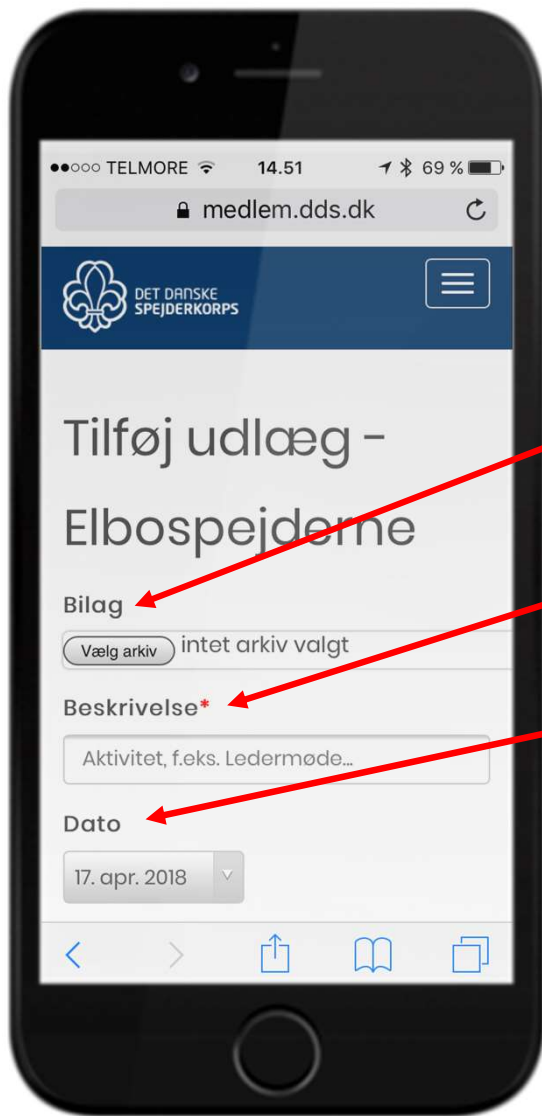 TELMORE 14.51 69 %
medlem.dds.dk
DET DANSKE
SPEJDERKORPS
Tilføj udlæg -
Elbospejderne
Bilag
Vælg arkiv intet arkiv valgt
Beskrivelse*
Aktivitet, f.eks. Ledermøde...
Dato
17. apr. 2018